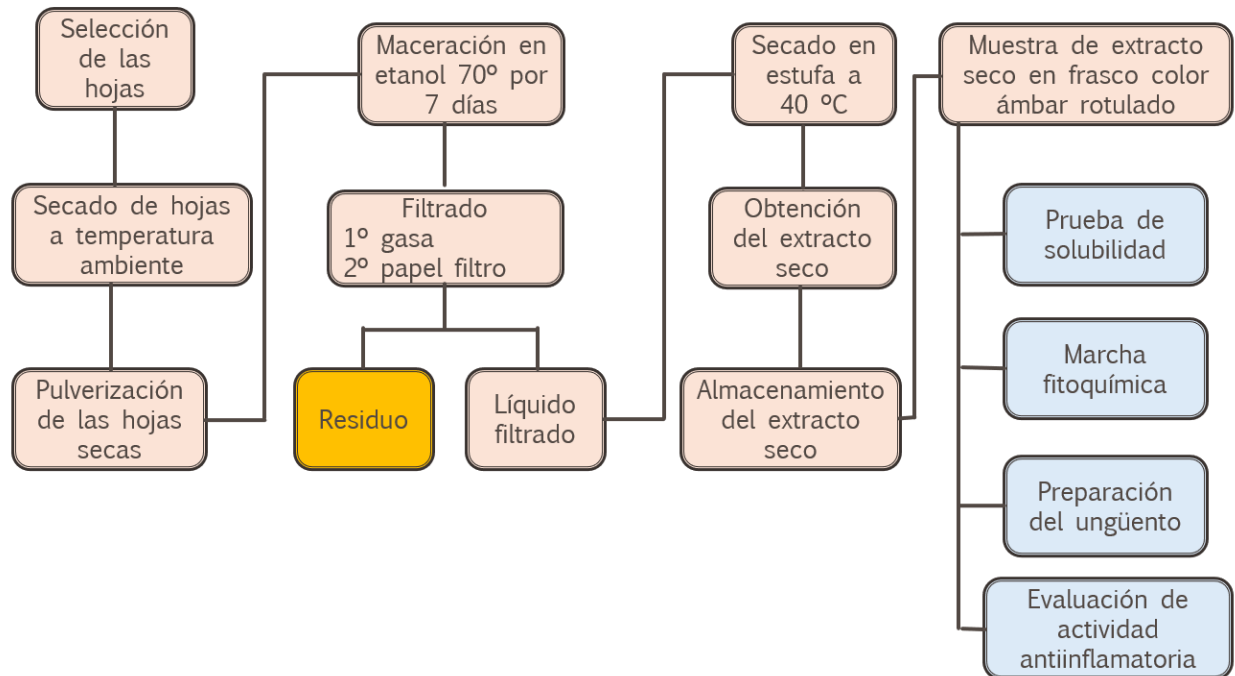 Selección
de las
hojas
Secado de hojas
a temperatura
ambiente
Pulverización
de las hojas
secas
Maceración en
etanol 70º por
7 días
Filtrado
1º gasa
2º papel filtro
Residuo
Líquido
filtrado
Secado en
estufa a
40 ºC
Obtención
del extracto
seco
Almacenamiento
del extracto
seco
Muestra de extracto
seco en frasco color
ámbar rotulado
Prueba de
solubilidad
Marcha
fitoquímica
Preparación
del ungüento
Evaluación de
actividad
antiinflamatoria